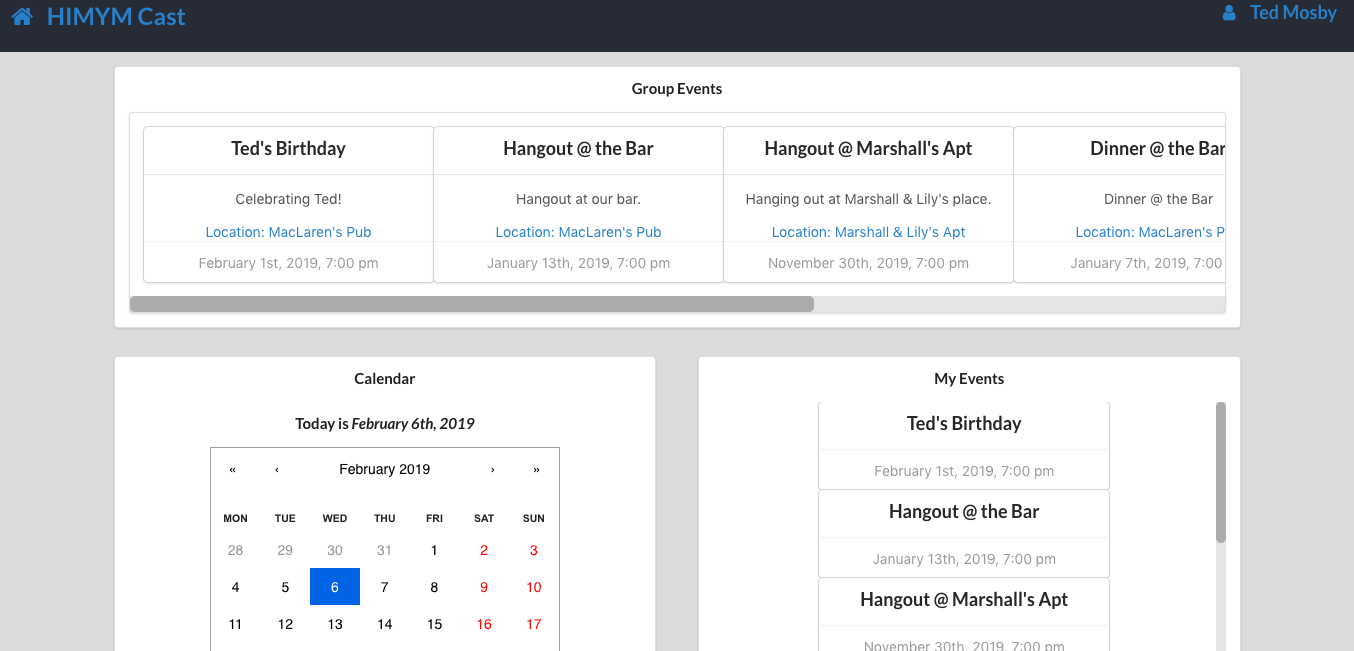 HIMYM Cast
Ted Mosby
Group Events
Ted's Birthday
Celebrating Ted!
Location: MacLaren's Pub
February 1st, 2019, 7:00 pm
Hangout @ the Bar
Hangout at our bar.
Location: MacLaren's Pub
January 13th, 2019, 7:00 pm
Hangout @ Marshall's Apt
Hanging out at Marshall & Lily's place.
Location: Marshall & Lily's Apt
November 30th, 2019, 7:00 pm
Dinner @ the Bar
Dinner @ the Bar
Location: MacLaren's P
January 7th, 2019, 7:00
Calendar
Today is February 6th, 2019
« ‹ February 2019 › »
MON TUE WED THU FRI SAT SUN
28 29 30 31 1 2 3
4 5 6 7 8 9 10
11 12 13 14 15 16 17
My Events
Ted's Birthday
February 1st, 2019, 7:00 pm
Hangout @ the Bar
January 13th, 2019, 7:00 pm
Hangout @ Marshall's Apt
November 30th, 2019, 7:00 pm